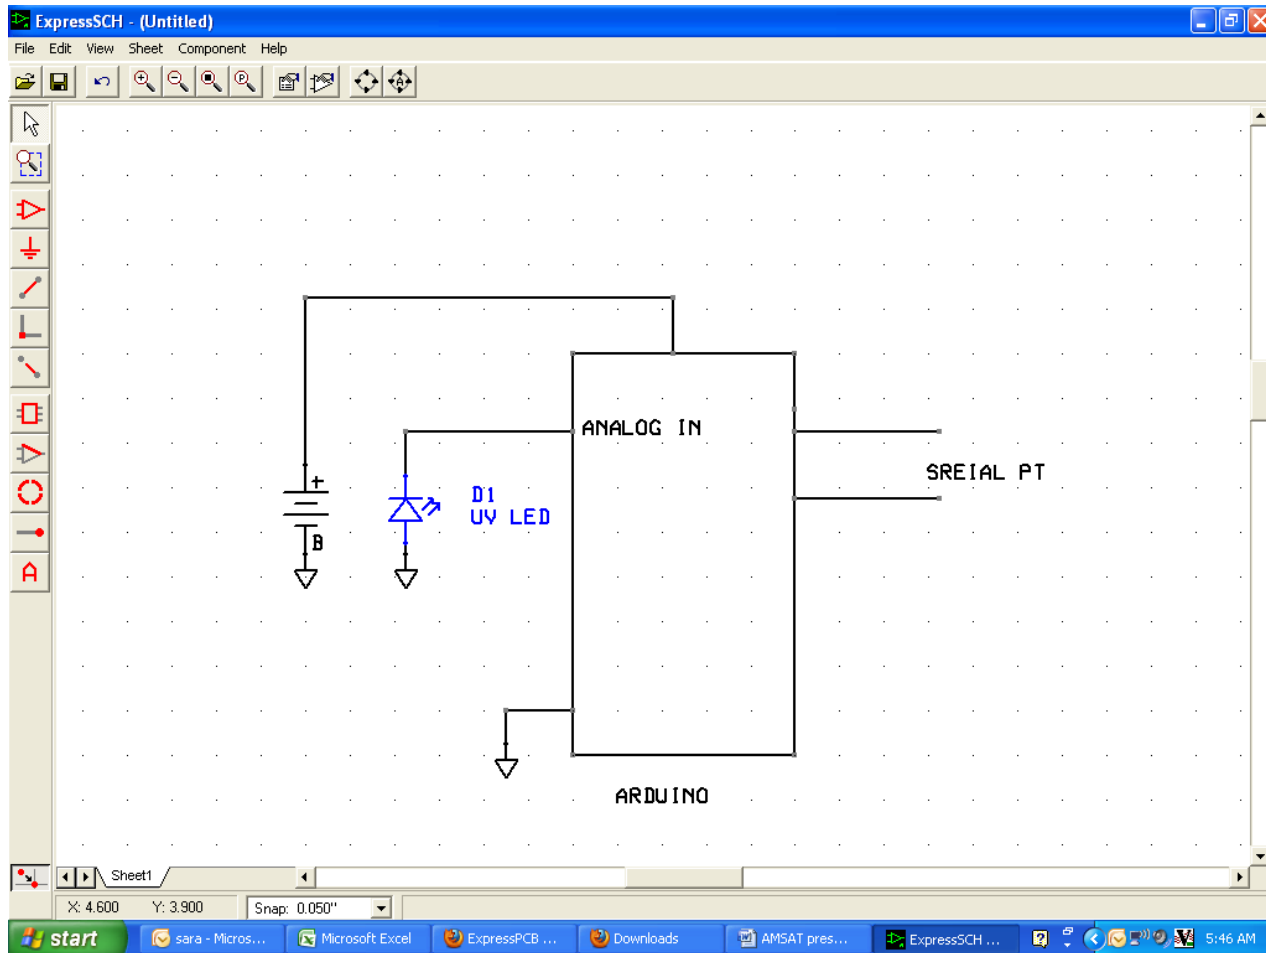 ExpressSCH - (Untitled)
File Edit View Sheet Component Help
ANALOG IN
SREIAL PT
+
D1
UV LED
B
ARDUINO
Sheet1
X: 4.600 Y: 3.900 Snap: 0.050"
start sara - Micros... Microsoft Excel ExpressPCB ... Downloads AMSAT pres... ExpressSCH ... 5:46 AM